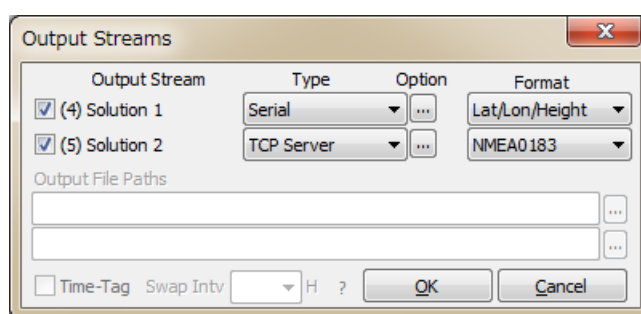 Output Streams
Output Stream Type Option Format
(4) Solution 1 Serial ... Lat/Lon/Height
(5) Solution 2 TCP Server ... NMEA0183
Output File Paths
...
...
Time-Tag Swap Intv H ? OK Cancel